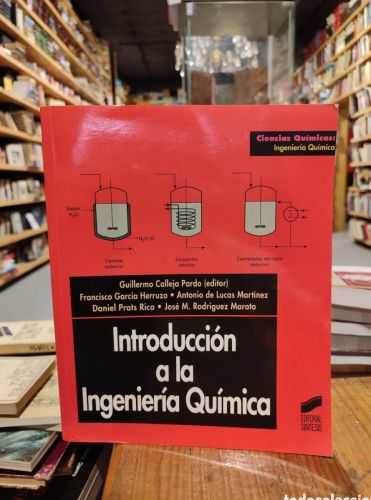 Ciencias Químicas:
Ingeniería Química
Vapor
H₂O
Camisa
exterior
Serpentín
interior
Cambiador de calor
exterior
Guillermo Calleja Pardo (editor)
Francisco García Herruzo • Antonio de Lucas Martínez
Daniel Prats Rico • José M. Rodríguez Maroto
Introducción
a la
Ingeniería Química
EDITORIAL
SINTESIS
todocoleccion